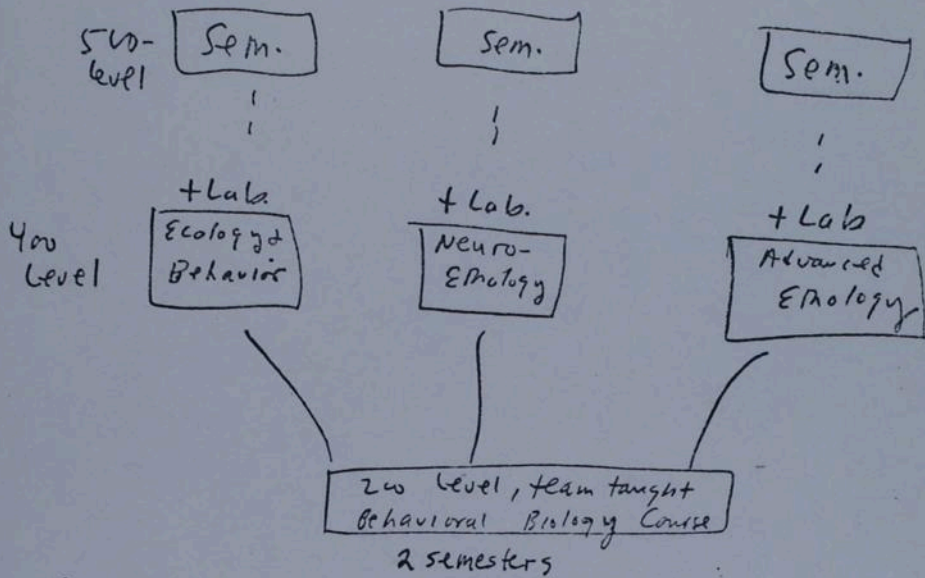 500-
level
Sem.
Sem.
Sem.
+ Lab.
+ Lab.
+ Lab
400
Level
Ecology &
Behavior
Neuro-
Ethology
Advanced
Ethology
200 Level, team taught
Behavioral Biology Course
2 semesters